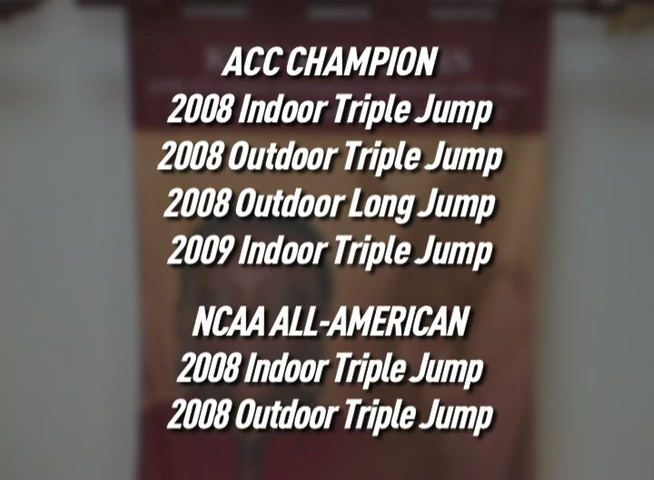 ACC CHAMPION
2008 Indoor Triple Jump
2008 Outdoor Triple Jump
2008 Outdoor Long Jump
2009 Indoor Triple Jump
NCAA ALL-AMERICAN
2008 Indoor Triple Jump
2008 Outdoor Triple Jump